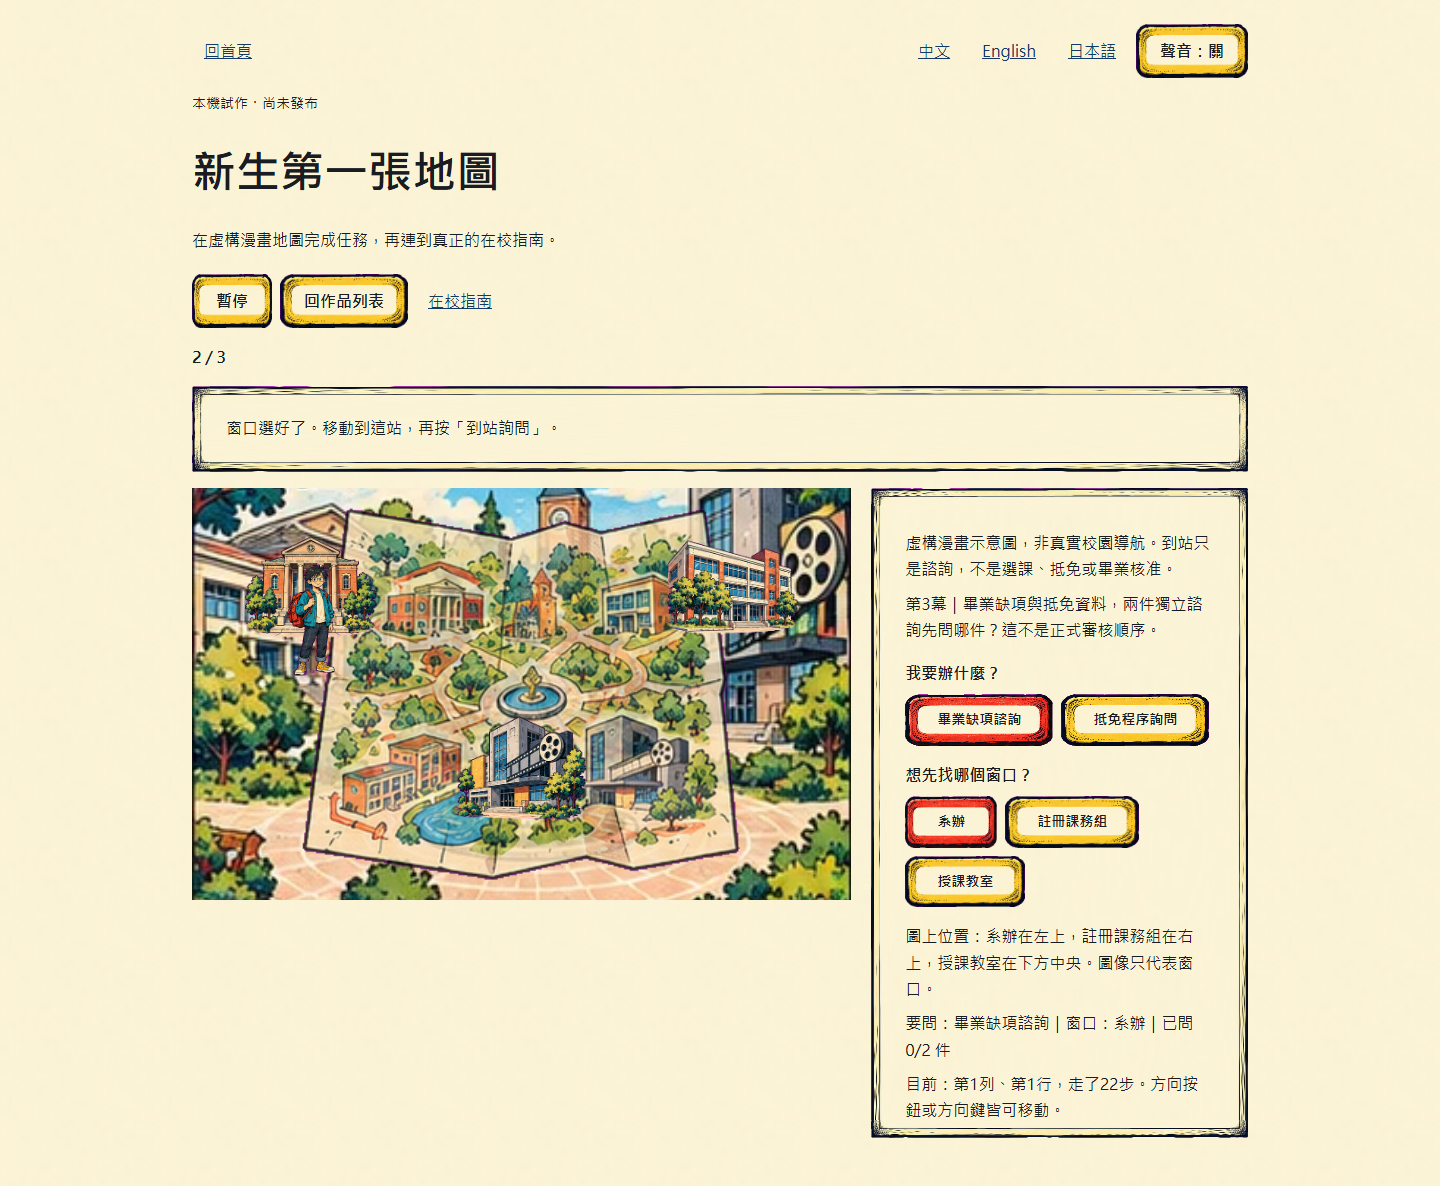 回首頁
中文 English 日本語 聲音：關
本機試作・尚未發布
新生第一張地圖
在虛構漫畫地圖完成任務，再連到真正的在校指南。
暫停 回作品列表 在校指南
2 / 3
窗口選好了。移動到這站，再按「到站詢問」。
虛構漫畫示意圖，非真實校園導航。到站只
是諮詢，不是選課、抵免或畢業核准。
第3幕｜畢業缺項與抵免資料，兩件獨立諮
詢先問哪件？這不是正式審核順序。
我要辦什麼？
畢業缺項諮詢 抵免程序詢問
想先找哪個窗口？
系辦 註冊課務組
授課教室
圖上位置：系辦在左上，註冊課務組在右
上，授課教室在下方中央。圖像只代表窗
口。
要問：畢業缺項諮詢｜窗口：系辦｜已問
0/2 件
目前：第1列、第1行，走了22步。方向按
鈕或方向鍵皆可移動。